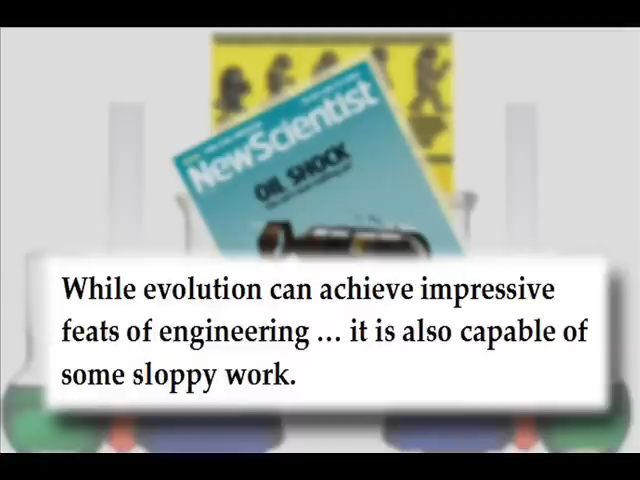 NewScientist
OIL SHOCK
While evolution can achieve impressive
feats of engineering ... it is also capable of
some sloppy work.